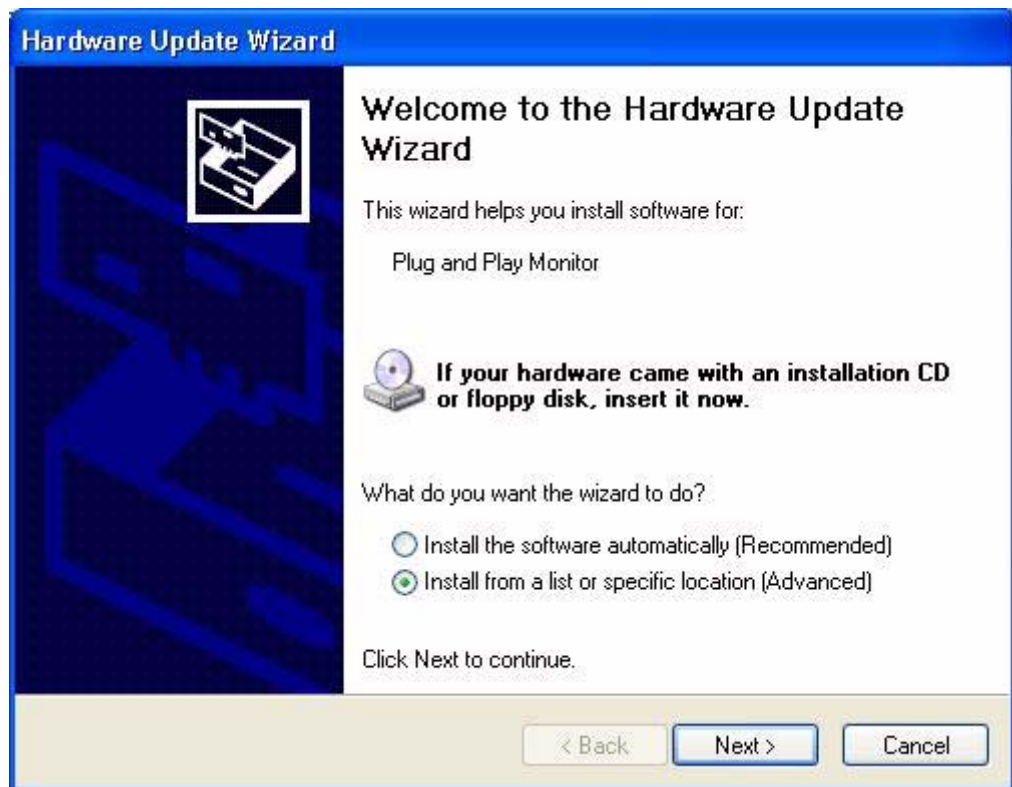 Hardware Update Wizard
Welcome to the Hardware Update
Wizard
This wizard helps you install software for:
Plug and Play Monitor
If your hardware came with an installation CD
or floppy disk, insert it now.
What do you want the wizard to do?
Install the software automatically (Recommended)
Install from a list or specific location (Advanced)
Click Next to continue.
< Back Next > Cancel